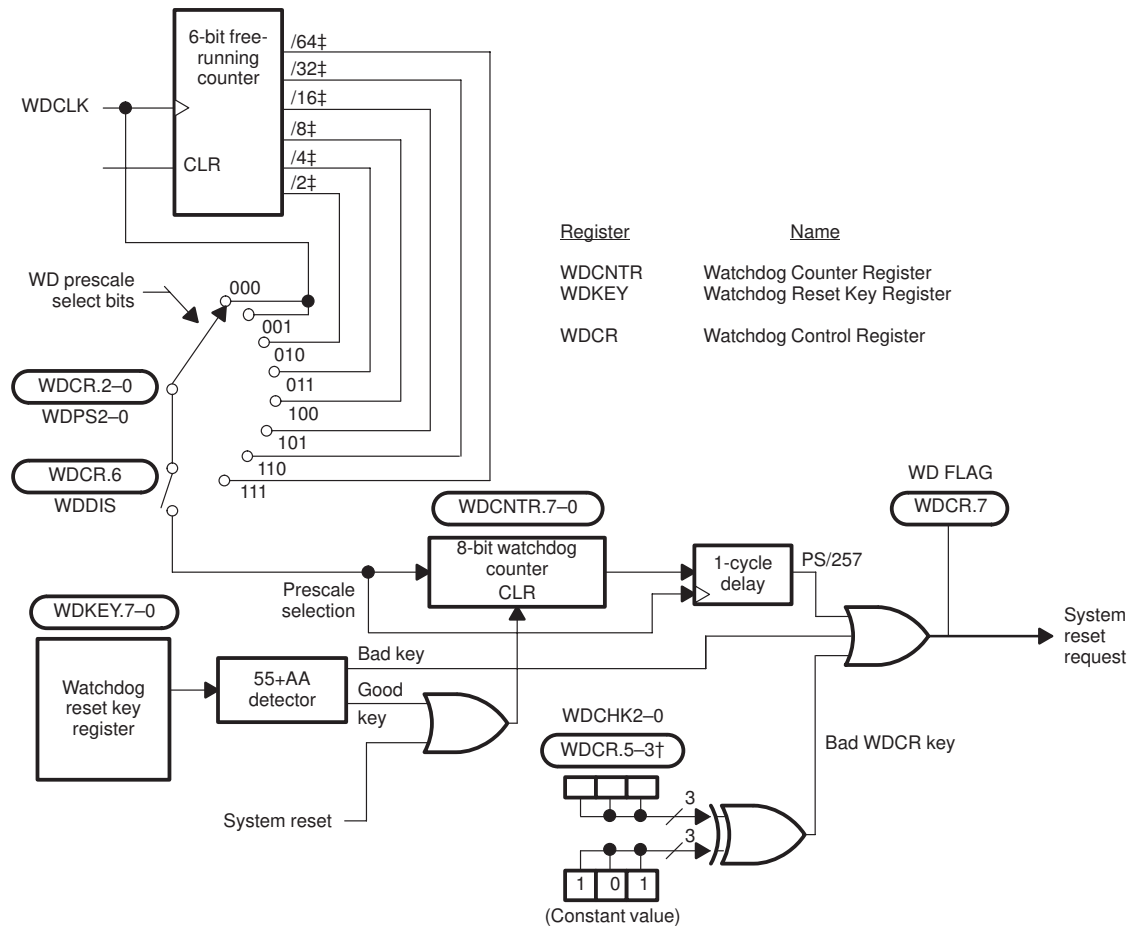 6-bit free-
running
counter
/64‡
/32‡
/16‡
/8‡
/4‡
/2‡
WDCLK
CLR
Register Name
WDCNTR Watchdog Counter Register
WDKEY Watchdog Reset Key Register
WDCR Watchdog Control Register
WD prescale
select bits
000
001
010
011
100
101
110
111
WDCR.2–0
WDPS2–0
WDCR.6
WDDIS
WD FLAG
WDCR.7
WDCNTR.7–0
8-bit watchdog
counter
CLR
1-cycle
delay
PS/257
Prescale
selection
System
reset
request
WDKEY.7–0
Watchdog
reset key
register
55+AA
detector
Bad key
Good
key
System reset
WDCHK2–0
WDCR.5–3†
3
3
Bad WDCR key
1 0 1
(Constant value)